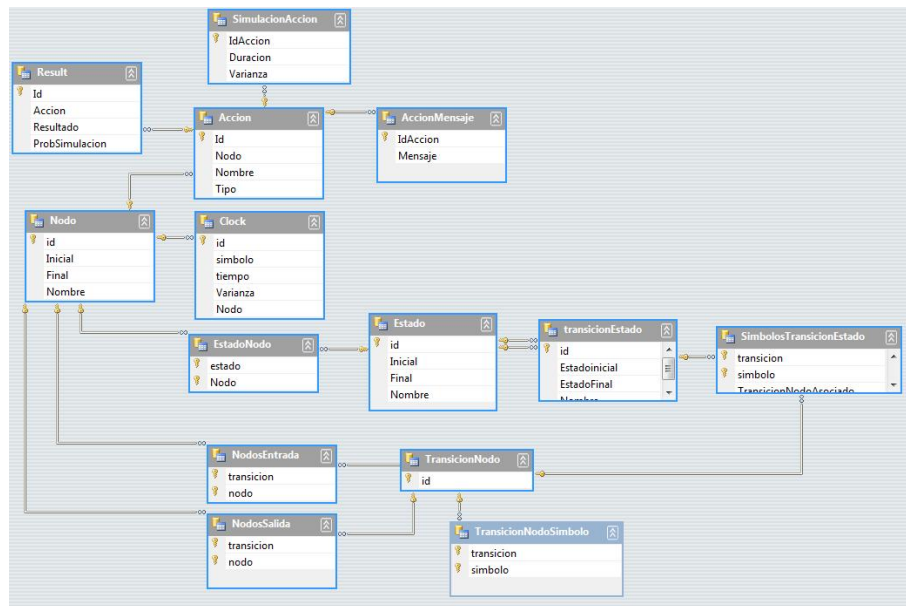 SimulacionAccion
IdAccion
Duracion
Varianza
Result
Id
Accion
Resultado
ProbSimulacion
Accion
Id
Nodo
Nombre
Tipo
AccionMensaje
IdAccion
Mensaje
Nodo
id
Inicial
Final
Nombre
Clock
id
simbolo
tiempo
Varianza
Nodo
EstadoNodo
estado
Nodo
Estado
id
Inicial
Final
Nombre
transicionEstado
id
Estadoinicial
EstadoFinal
Nombre
SimbolosTransicionEstado
transicion
simbolo
TransicionNodoAsociado
NodosEntrada
transicion
nodo
TransicionNodo
id
NodosSalida
transicion
nodo
TransicionNodoSimbolo
transicion
simbolo